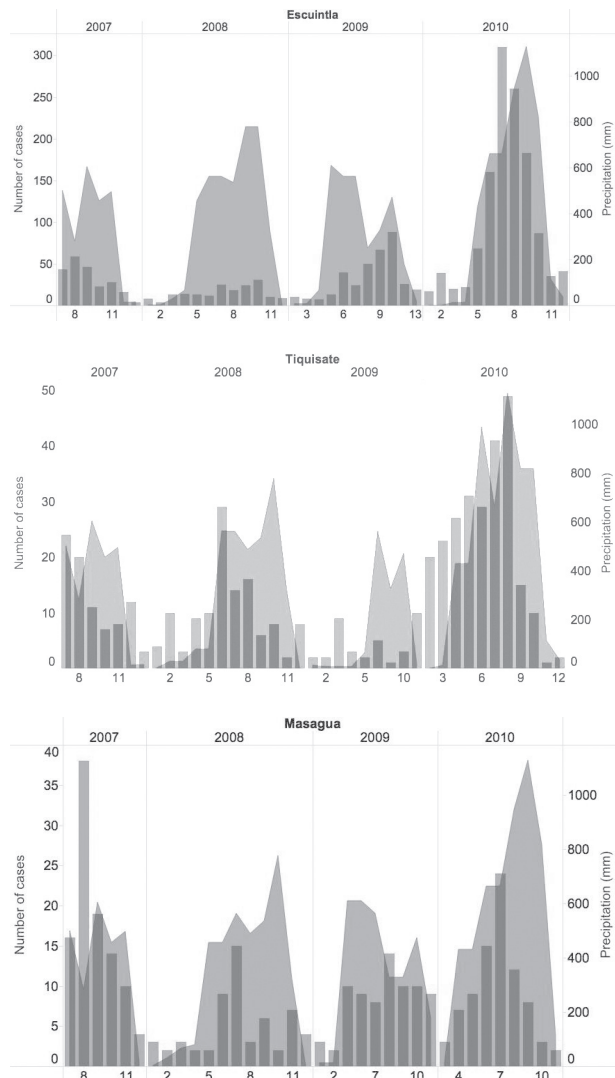 Escuintla
2007 2008 2009 2010
Number of cases
300
250
200
150
100
50
0
Precipitation (mm)
1000
800
600
400
200
0
8 11 2 5 8 11 3 6 9 13 2 5 8 11
Tiquisate
2007 2008 2009 2010
Number of cases
50
40
30
20
10
0
Precipitation (mm)
1000
800
600
400
200
0
8 11 2 5 8 11 2 5 10 3 6 9 12
Masagua
2007 2008 2009 2010
Number of cases
40
35
30
25
20
15
10
5
0
Precipitation (mm)
1000
800
600
400
200
0
8 11 2 5 8 11 2 7 10 4 7 10